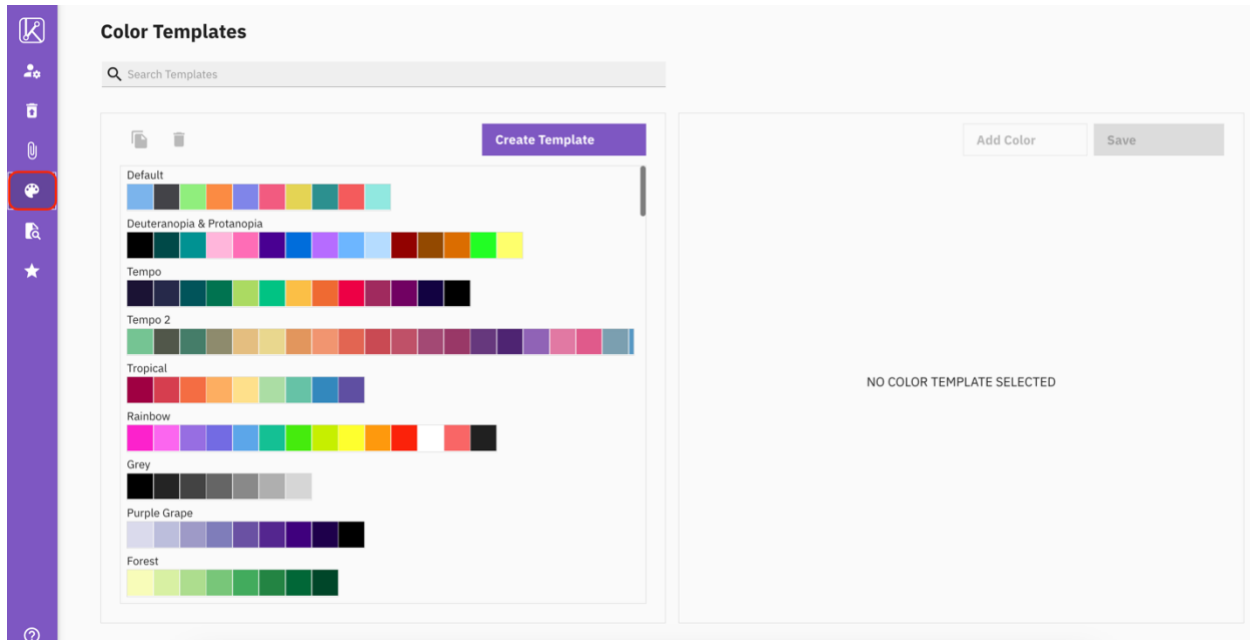 Color Templates
Search Templates
Create Template
Default
Deuteranopia & Protanopia
Tempo
Tempo 2
Tropical
Rainbow
Grey
Purple Grape
Forest
Add Color
Save
NO COLOR TEMPLATE SELECTED